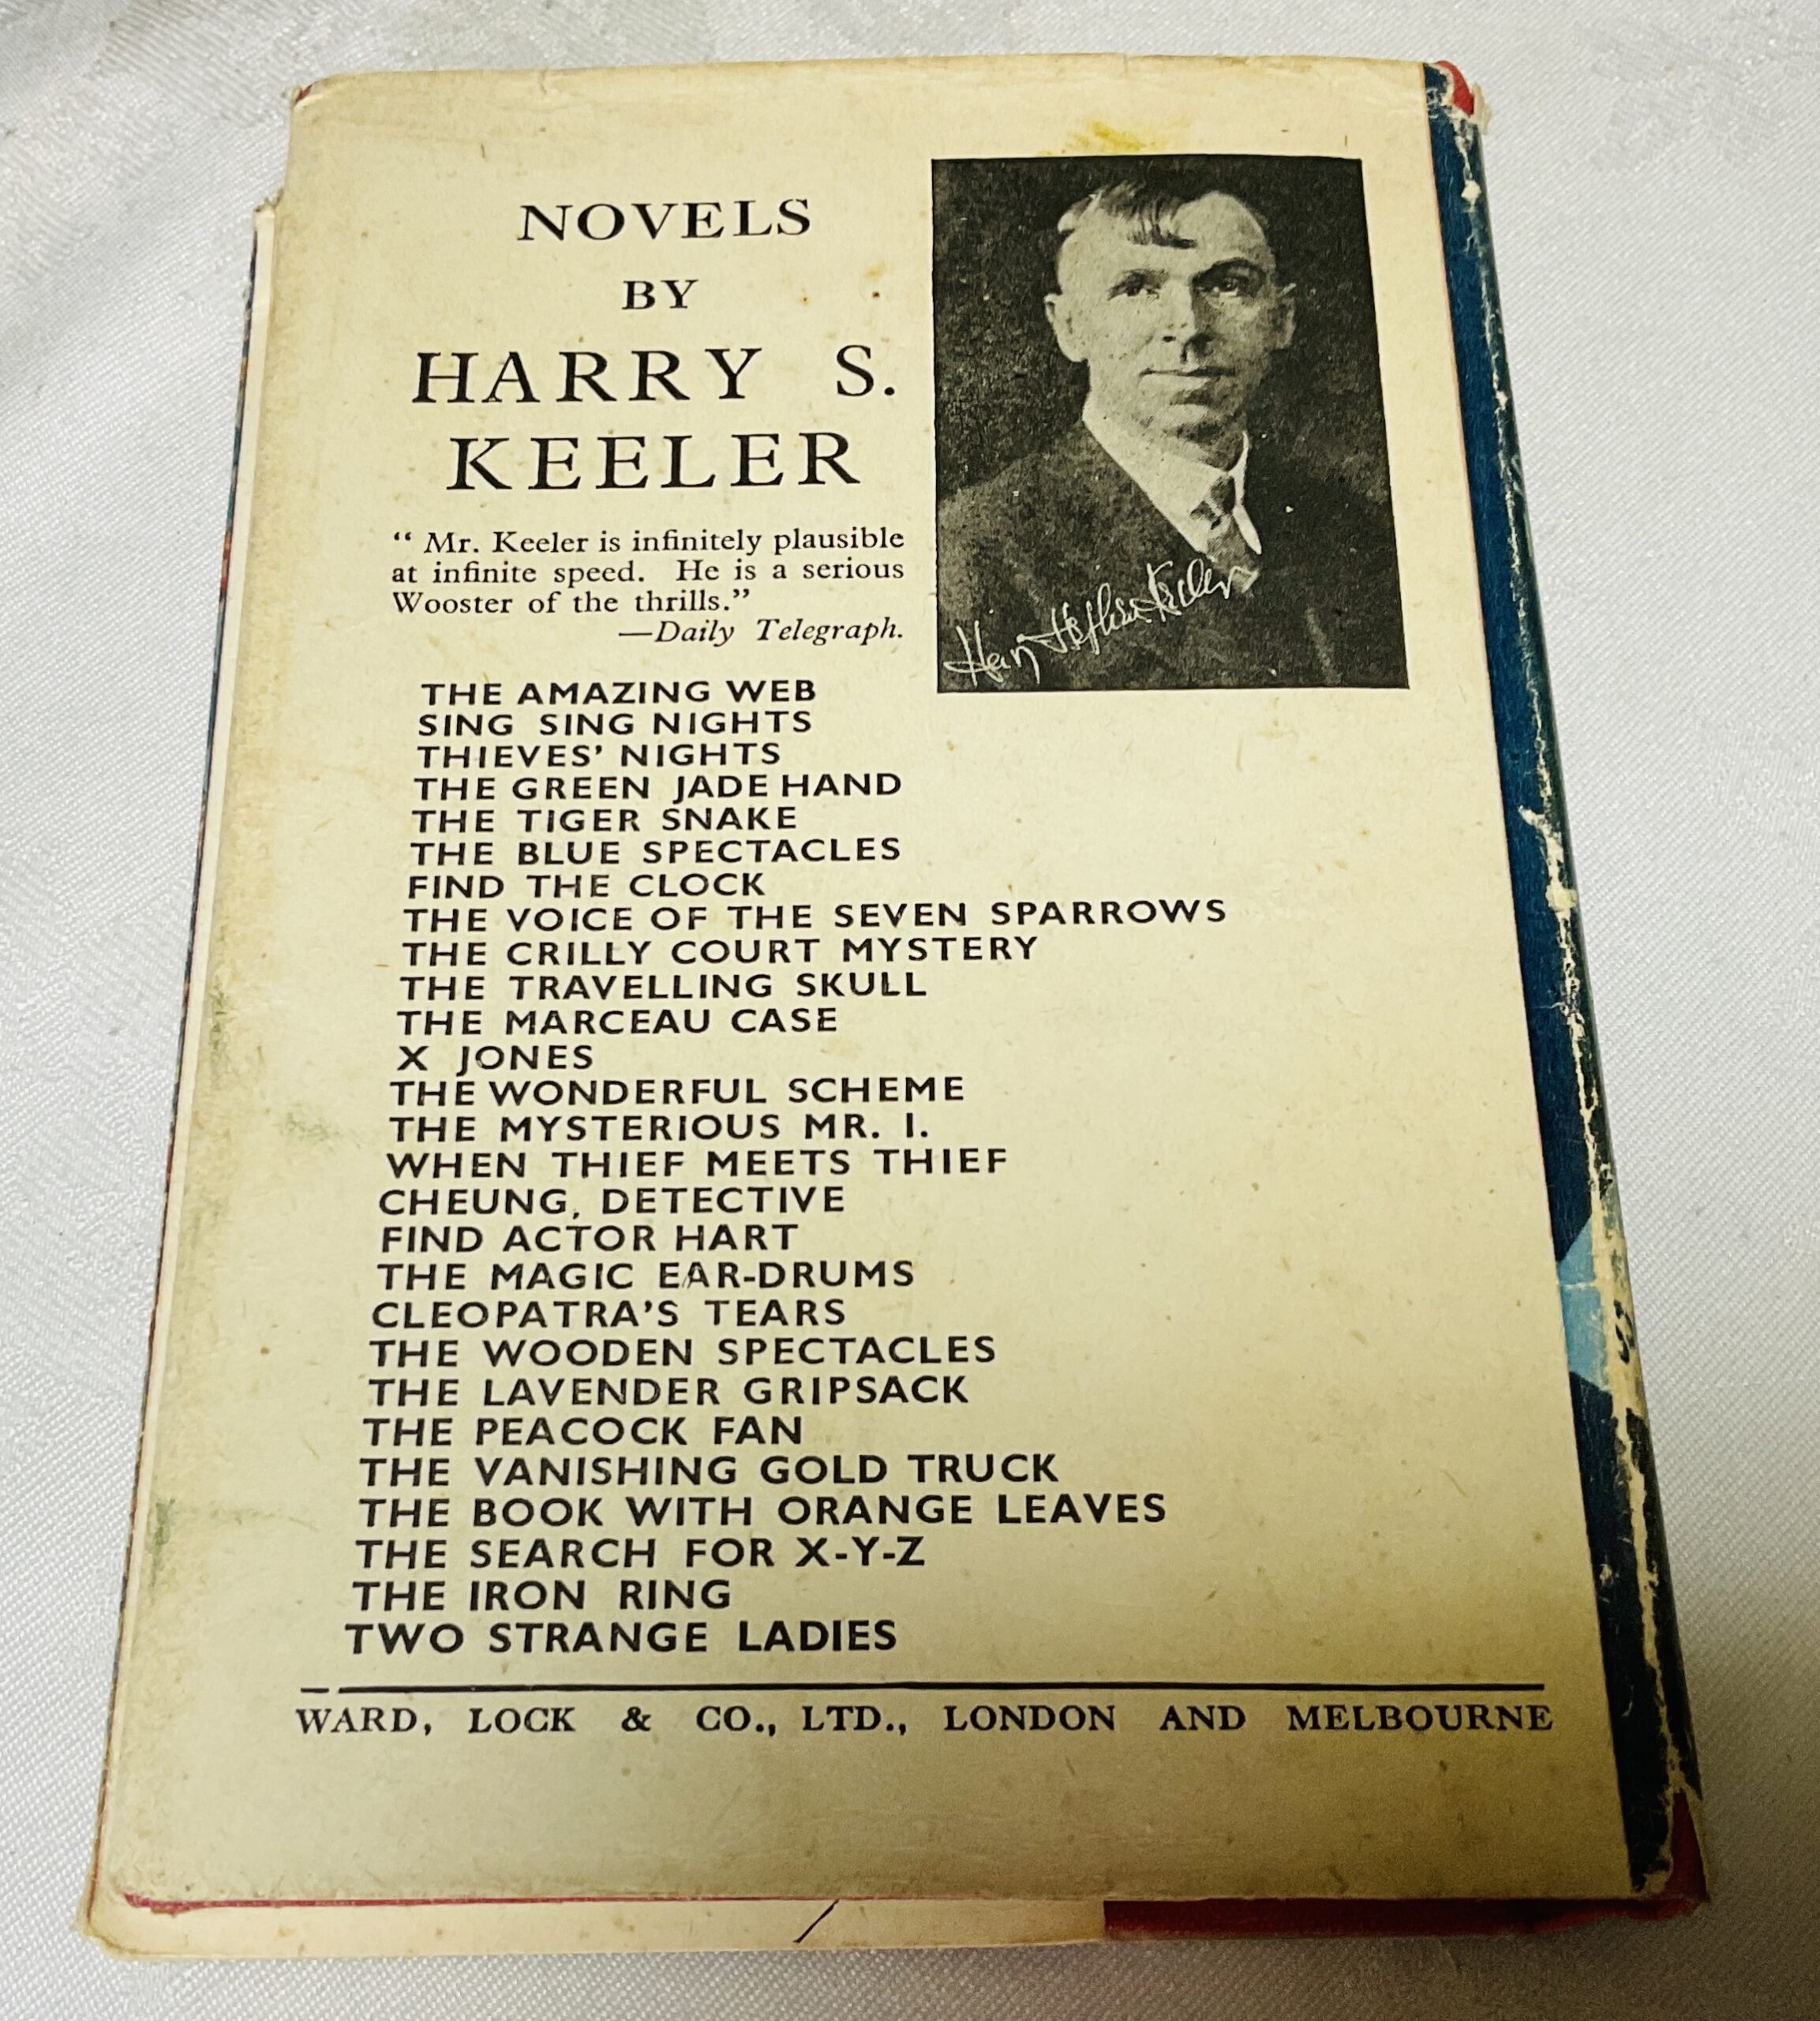 NOVELS
BY
HARRY S.
KEELER
“ Mr. Keeler is infinitely plausible
at infinite speed. He is a serious
Wooster of the thrills.”
—Daily Telegraph.
Harry Stephen Keeler
THE AMAZING WEB
SING SING NIGHTS
THIEVES’ NIGHTS
THE GREEN JADE HAND
THE TIGER SNAKE
THE BLUE SPECTACLES
FIND THE CLOCK
THE VOICE OF THE SEVEN SPARROWS
THE CRILLY COURT MYSTERY
THE TRAVELLING SKULL
THE MARCEAU CASE
X JONES
THE WONDERFUL SCHEME
THE MYSTERIOUS MR. I.
WHEN THIEF MEETS THIEF
CHEUNG, DETECTIVE
FIND ACTOR HART
THE MAGIC EAR-DRUMS
CLEOPATRA’S TEARS
THE WOODEN SPECTACLES
THE LAVENDER GRIPSACK
THE PEACOCK FAN
THE VANISHING GOLD TRUCK
THE BOOK WITH ORANGE LEAVES
THE SEARCH FOR X-Y-Z
THE IRON RING
TWO STRANGE LADIES
WARD, LOCK & CO., LTD., LONDON AND MELBOURNE